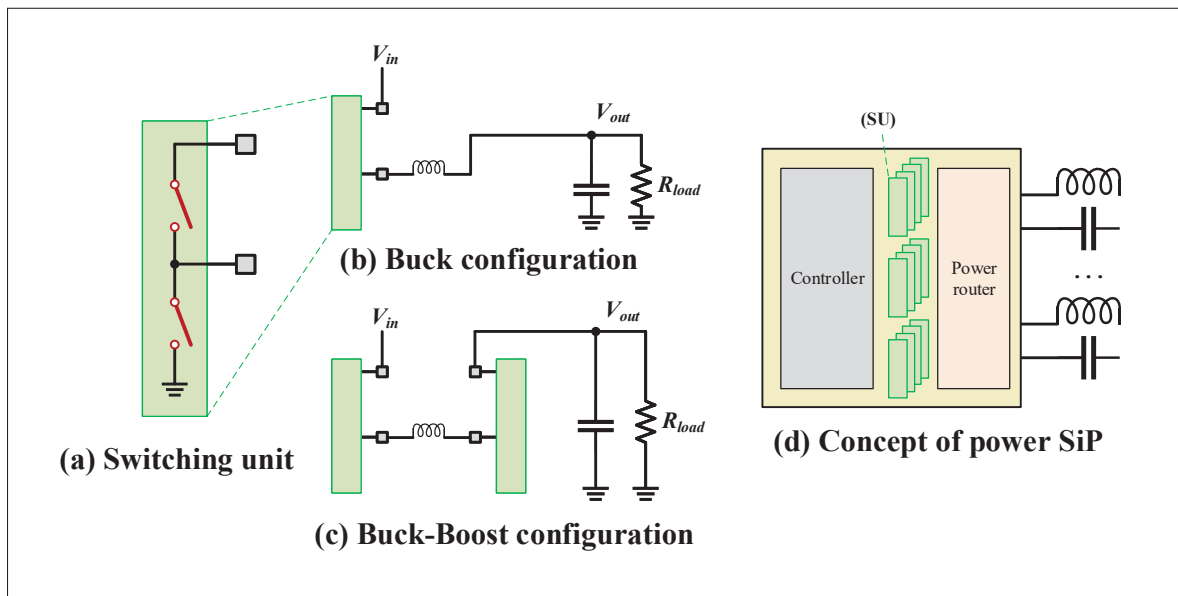 V_in
V_out
R_load
(b) Buck configuration
(a) Switching unit
V_in
V_out
R_load
(c) Buck-Boost configuration
(SU)
Controller
Power
router
...
(d) Concept of power SiP